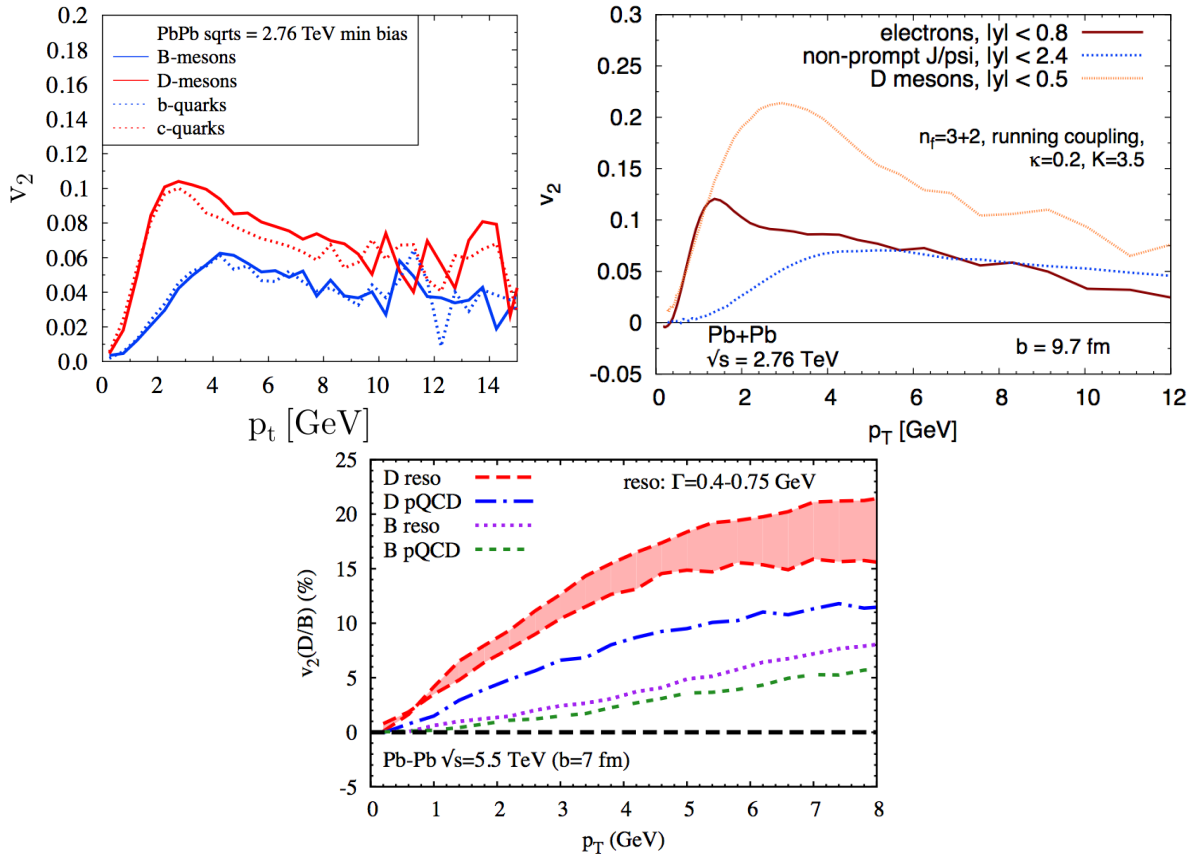 PbPb sqrts = 2.76 TeV min bias
B-mesons
D-mesons
b-quarks
c-quarks
0.2
0.18
0.16
0.14
0.12
0.1
0.08
0.06
0.04
0.02
0.0
v2
0 2 4 6 8 10 12 14
pt [GeV]
electrons, |y| < 0.8
non-prompt J/psi, |y| < 2.4
D mesons, |y| < 0.5
nf=3+2, running coupling,
κ=0.2, K=3.5
0.3
0.25
0.2
0.15
0.1
0.05
0
-0.05
v2
Pb+Pb
√s = 2.76 TeV
b = 9.7 fm
0 2 4 6 8 10 12
pT [GeV]
D reso
D pQCD
B reso
B pQCD
reso: Γ=0.4-0.75 GeV
25
20
15
10
5
0
-5
v2(D/B) (%)
Pb-Pb √s=5.5 TeV (b=7 fm)
0 1 2 3 4 5 6 7 8
pT (GeV)